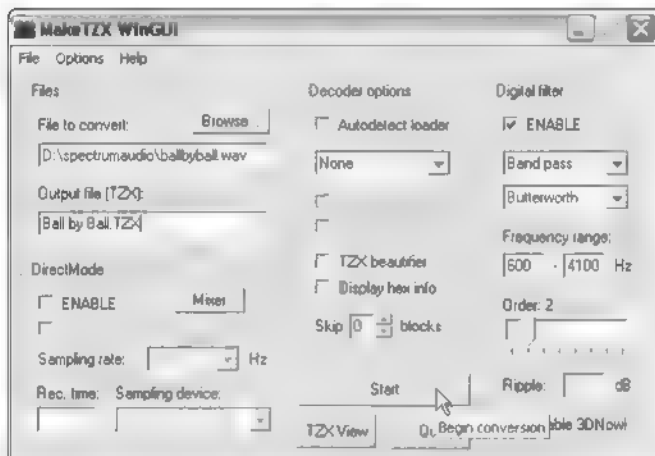 MakeTZX WinGUI
File Options Help
Files
File to convert:
Browse...
D:\spectrumaudio\ballbyball.wav
Output file (TZX):
Ball by Ball.TZX
DirectMode
ENABLE
Mixer
Sampling rate:
Hz
Rec. time:
Sampling device:
Decoder options
Autodetect loader
None
TZX beautifier
Display hex info
Skip 0 blocks
Start
TZX View
Begin conversion
Digital filter
ENABLE
Band pass
Butterworth
Frequency range:
600 - 4100 Hz
Order: 2
Ripple:
dB
able 3DNow!